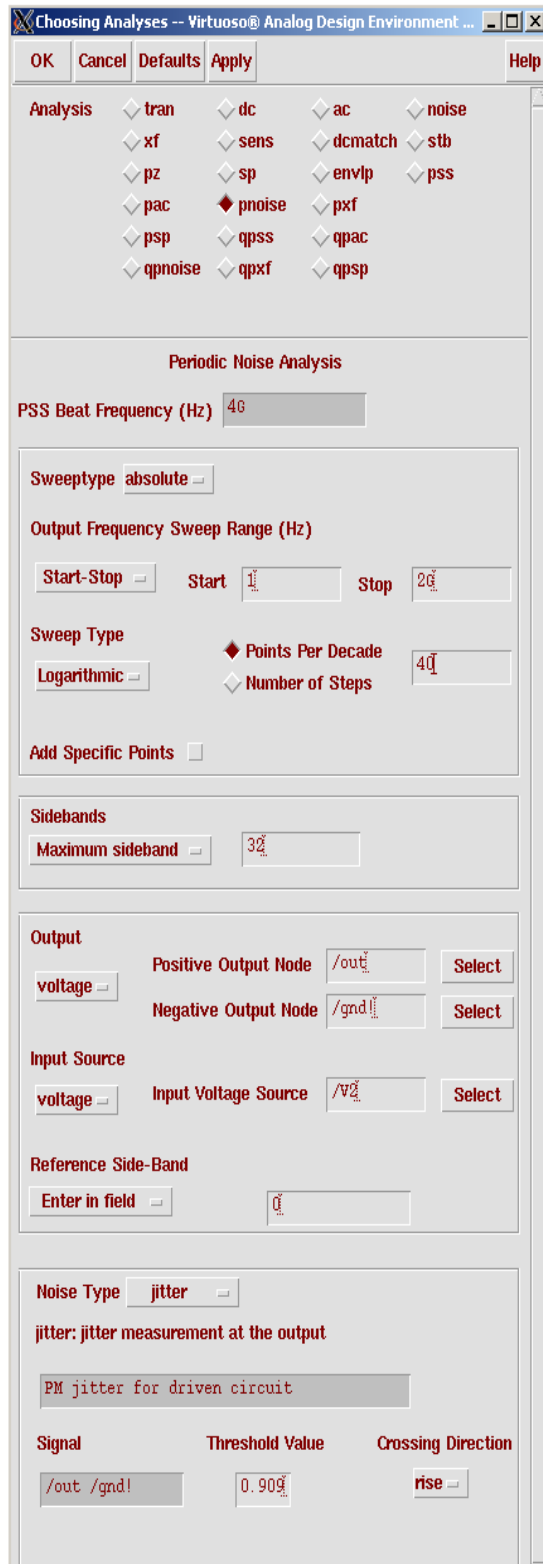 Choosing Analyses -- Virtuoso® Analog Design Environment ...
OK Cancel Defaults Apply Help
Analysis tran dc ac noise
xf sens dcmatch stb
pz sp envlp pss
pac pnoise pxf
psp qpss qpac
qpnoise qpxf qpsp
Periodic Noise Analysis
PSS Beat Frequency (Hz) 4G
Sweeptype absolute
Output Frequency Sweep Range (Hz)
Start-Stop Start 1 Stop 2G
Sweep Type
Points Per Decade
Logarithmic 40
Number of Steps
Add Specific Points
Sidebands
Maximum sideband 32
Output
Positive Output Node /out Select
voltage
Negative Output Node /gnd! Select
Input Source
voltage Input Voltage Source /V2 Select
Reference Side-Band
Enter in field 0
Noise Type jitter
jitter: jitter measurement at the output
PM jitter for driven circuit
Signal Threshold Value Crossing Direction
/out /gnd! 0.909 rise